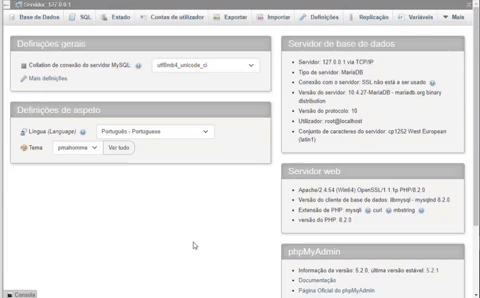 Servidor: 127.0.0.1
Base de Dados SQL Estado Contas de utilizador Exportar Importar Definições Replicação Variáveis Mais
Definições gerais
Collation de conexão do servidor MySQL: utf8mb4_unicode_ci
Mais definições
Definições de aspeto
Língua (Language) Português - Portuguese
Tema pmahomme Ver tudo
Servidor de base de dados
Servidor: 127.0.0.1 via TCP/IP
Tipo de servidor: MariaDB
Conexão com o servidor: SSL não está a ser usado
Versão do servidor: 10.4.27-MariaDB - mariadb.org binary
distribution
Versão do protocolo: 10
Utilizador: root@localhost
Conjunto de caracteres do servidor: cp1252 West European
(latin1)
Servidor web
Apache/2.4.54 (Win64) OpenSSL/1.1.1p PHP/8.2.0
Versão do cliente de base de dados: libmysql - mysqlnd 8.2.0
Extensão de PHP: mysqli curl mbstring
versão do PHP: 8.2.0
phpMyAdmin
Informação da versão: 5.2.0, última versão estável: 5.2.1
Documentação
Página Oficial do phpMyAdmin
Consola